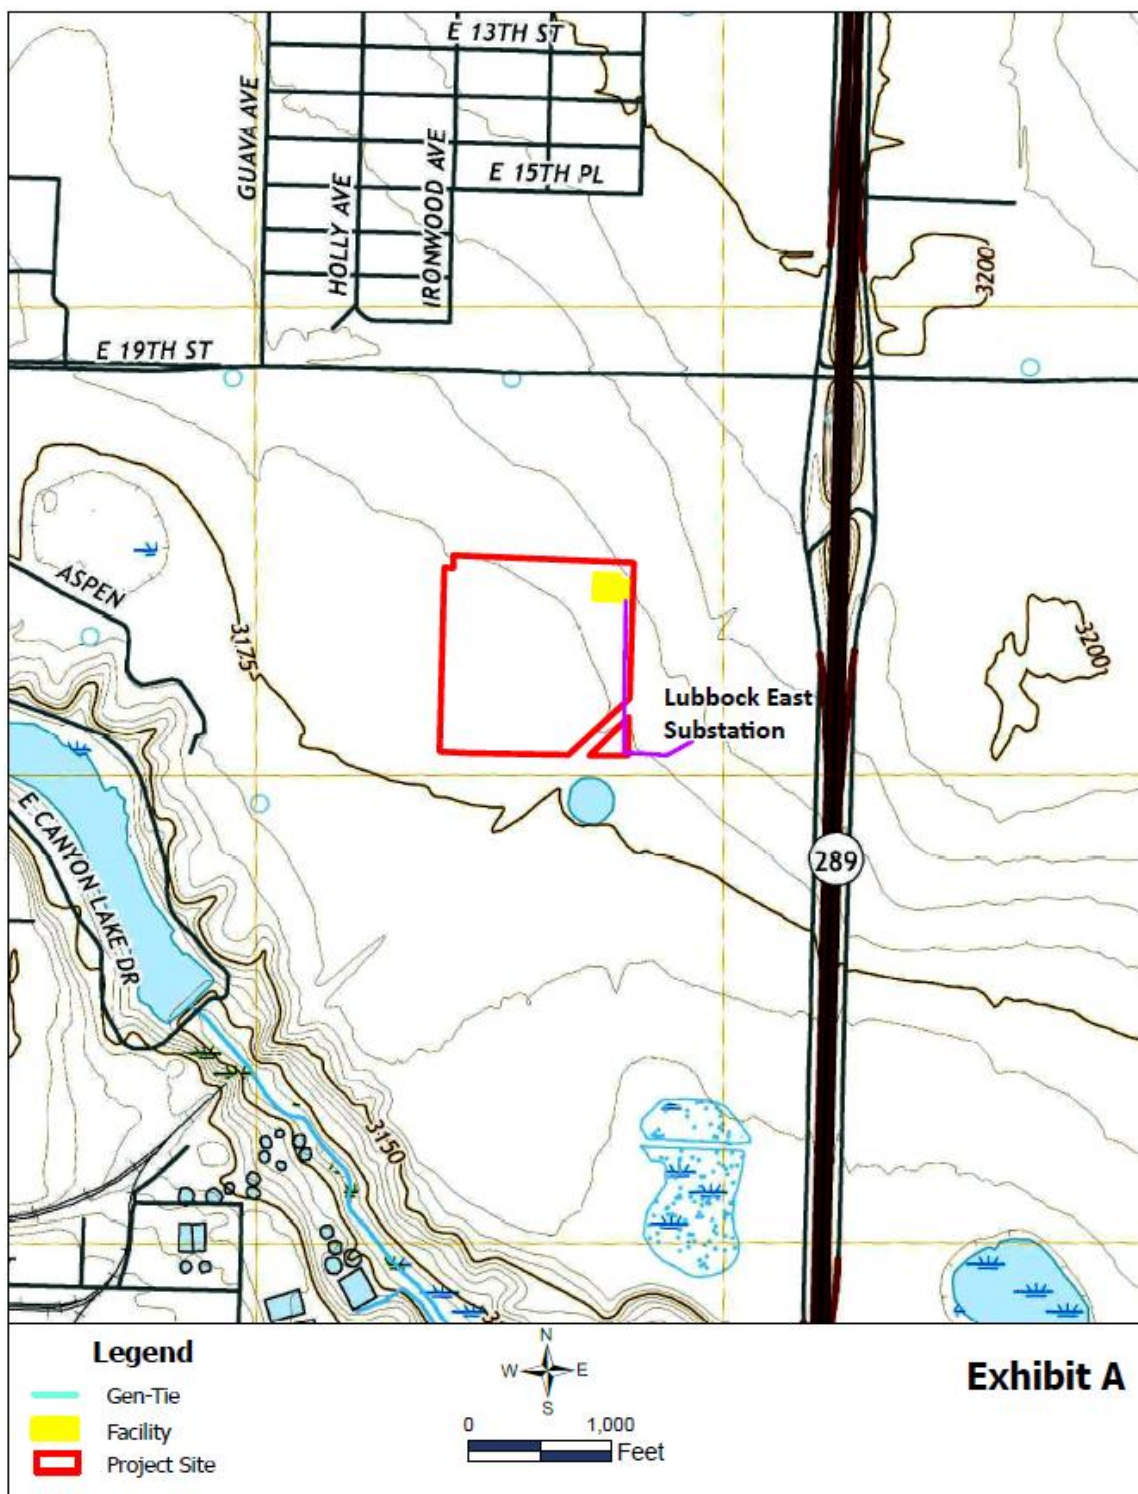 E 13TH ST
GUAVA AVE
HOLLY AVE
IRONWOOD AVE
E 15TH PL
3200
E 19TH ST
ASPEN
3175
3200
Lubbock East
Substation
E CANYON LAKE DR
289
3150
Legend
Gen-Tie
Facility
Project Site
N
W
E
S
0
1,000
Feet
Exhibit A